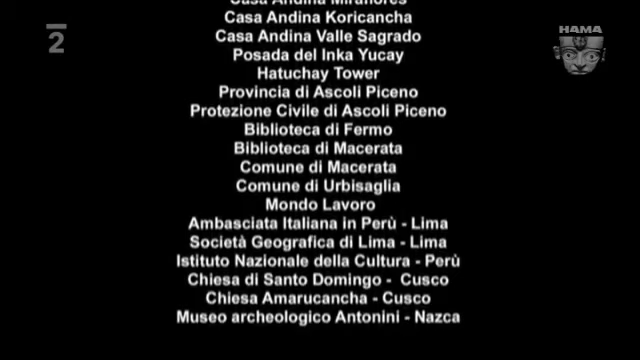 Casa Andina Miraflores
Casa Andina Koricancha
Casa Andina Valle Sagrado
Posada del Inka Yucay
Hatuchay Tower
Provincia di Ascoli Piceno
Protezione Civile di Ascoli Piceno
Biblioteca di Fermo
Biblioteca di Macerata
Comune di Macerata
Comune di Urbisaglia
Mondo Lavoro
Ambasciata Italiana in Perù - Lima
Società Geografica di Lima - Lima
Istituto Nazionale della Cultura - Perù
Chiesa di Santo Domingo - Cusco
Chiesa Amarucancha - Cusco
Museo archeologico Antonini - Nazca
2
HAMA